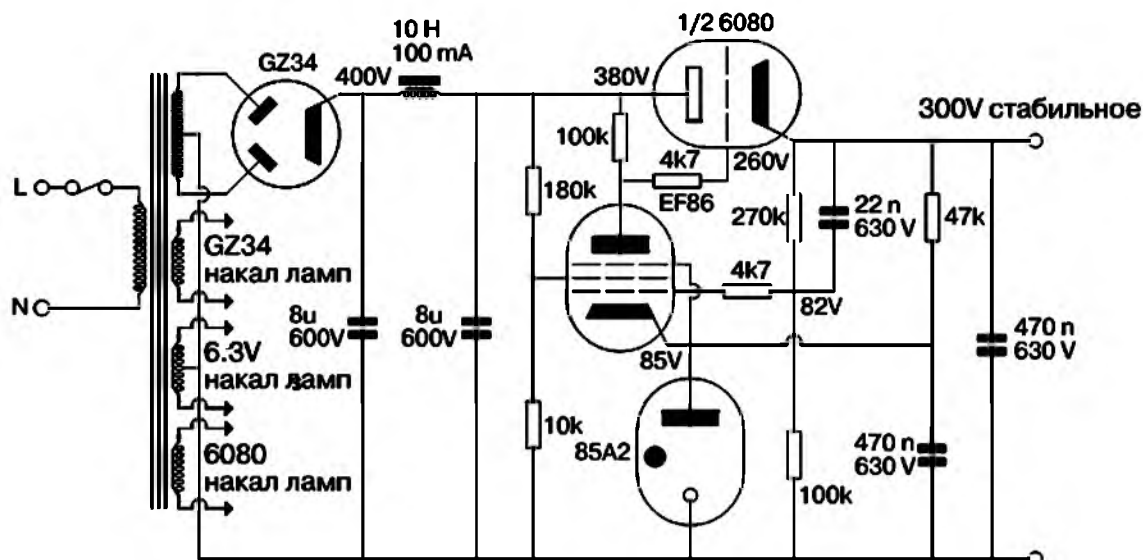 1/2 6080
10 H
100 mA
GZ34
400V
380V
300V стабильное
100k
4k7
260V
EF86
L
180k
270k
22 n
630 V
47k
GZ34
накал ламп
4k7
82V
N
8u
600V
8u
600V
470 n
630 V
6.3V
накал ламп
85V
10k
85A2
470 n
630 V
6080
накал ламп
100k